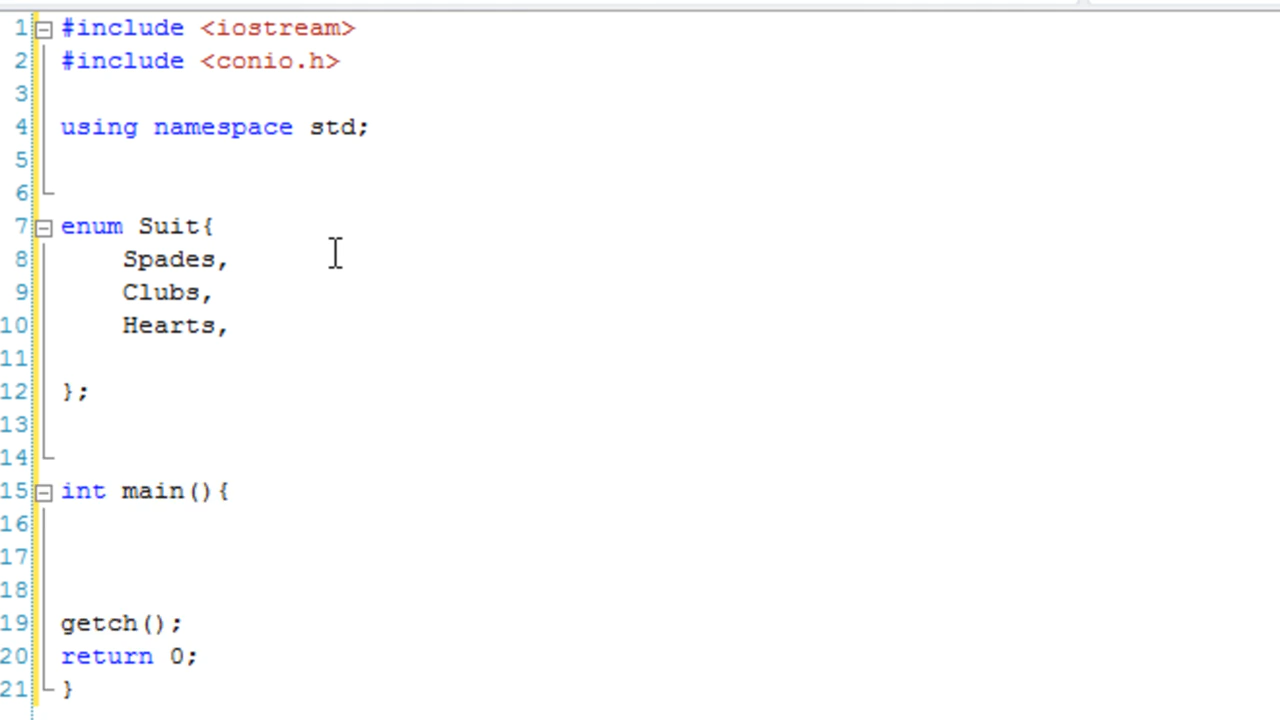 1 #include <iostream>
2 #include <conio.h>
3
4 using namespace std;
5
6
7 enum Suit{
8     Spades,
9     Clubs,
10     Hearts,
11
12 };
13
14
15 int main(){
16
17
18
19 getch();
20 return 0;
21 }